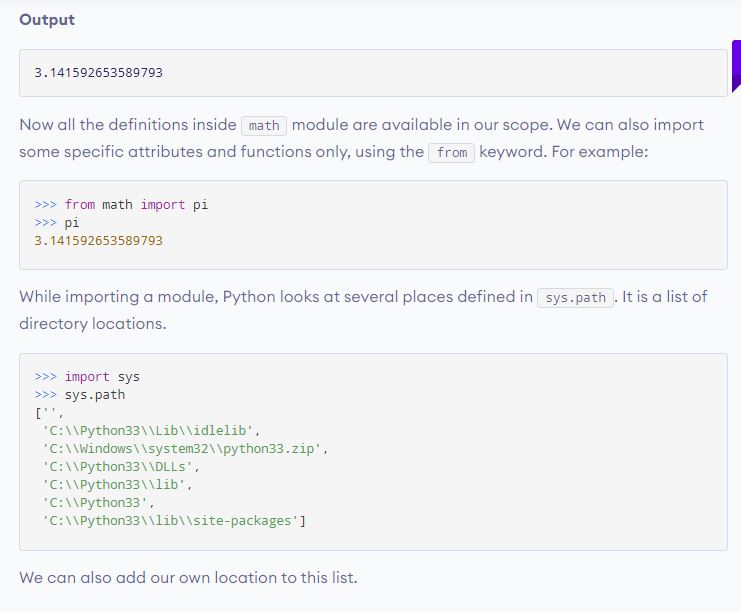 Output
3.141592653589793
Now all the definitions inside math module are available in our scope. We can also import
some specific attributes and functions only, using the from keyword. For example:
>>> from math import pi
>>> pi
3.141592653589793
While importing a module, Python looks at several places defined in sys.path. It is a list of
directory locations.
>>> import sys
>>> sys.path
['',
 'C:\\Python33\\Lib\\idlelib',
 'C:\\Windows\\system32\\python33.zip',
 'C:\\Python33\\DLLs',
 'C:\\Python33\\lib',
 'C:\\Python33',
 'C:\\Python33\\lib\\site-packages']
We can also add our own location to this list.